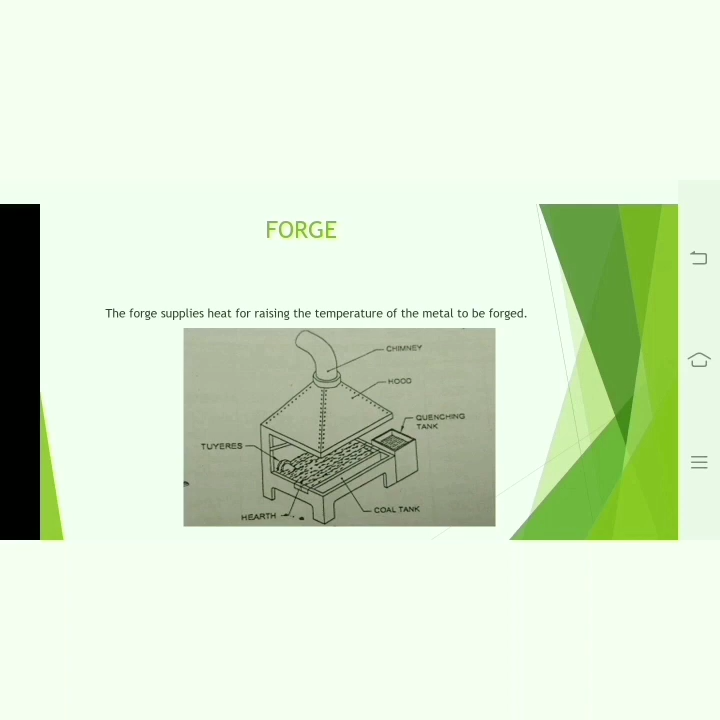 FORGE
The forge supplies heat for raising the temperature of the metal to be forged.
CHIMNEY
HOOD
QUENCHING
TANK
TUYERES
COAL TANK
HEARTH